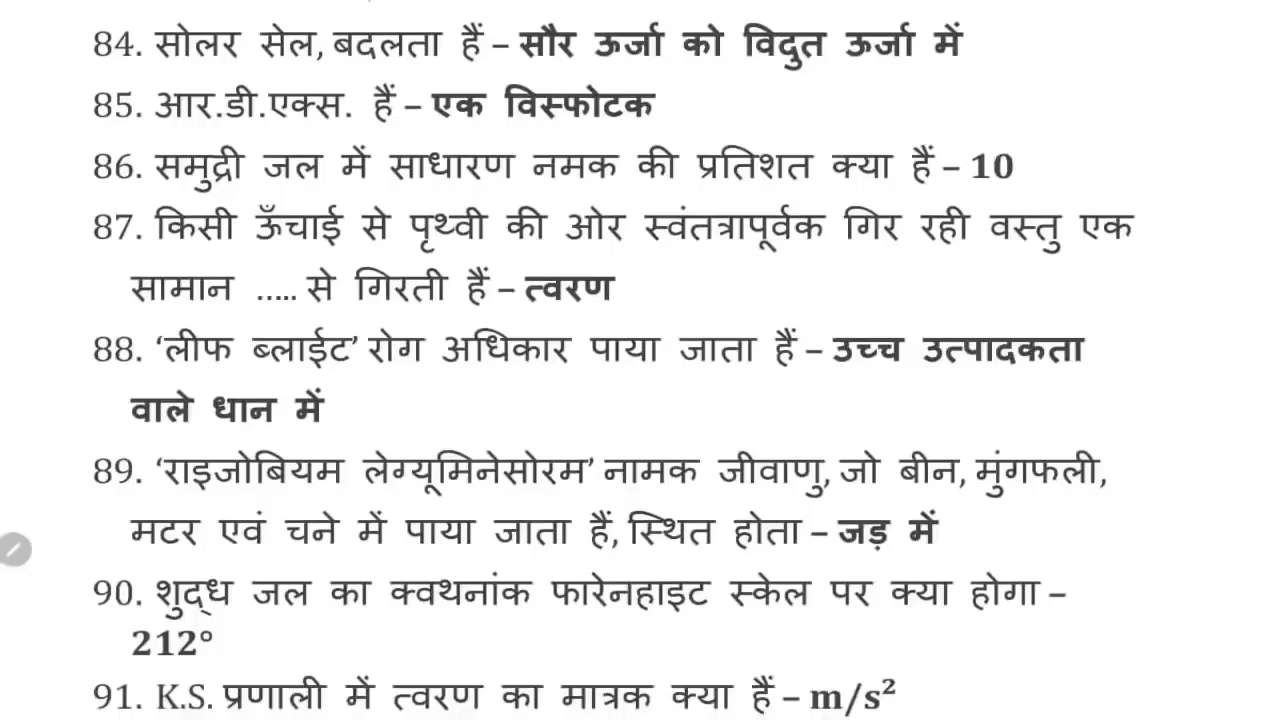 84. सोलर सेल, बदलता हैं – सौर ऊर्जा को विदुत ऊर्जा में
85. आर.डी.एक्स. हैं – एक विस्फोटक
86. समुद्री जल में साधारण नमक की प्रतिशत क्या हैं – 10
87. किसी ऊँचाई से पृथ्वी की ओर स्वंतत्रापूर्वक गिर रही वस्तु एक
सामान ..... से गिरती हैं – त्वरण
88. ‘लीफ ब्लाईट’ रोग अधिकार पाया जाता हैं – उच्च उत्पादकता
वाले धान में
89. ‘राइजोबियम लेग्यूमिनेसोरम’ नामक जीवाणु, जो बीन, मुंगफली,
मटर एवं चने में पाया जाता हैं, स्थित होता – जड़ में
90. शुद्ध जल का क्वथनांक फारेनहाइट स्केल पर क्या होगा –
212°
91. K.S. प्रणाली में त्वरण का मात्रक क्या हैं – m/s²